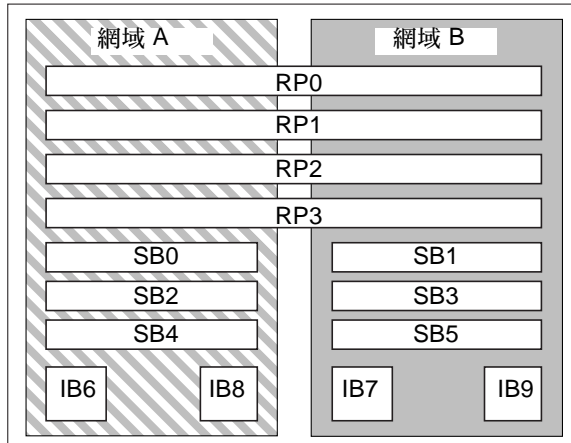 網域 A
網域 B
RP0
RP1
RP2
RP3
SB0
SB1
SB2
SB3
SB4
SB5
IB6
IB8
IB7
IB9